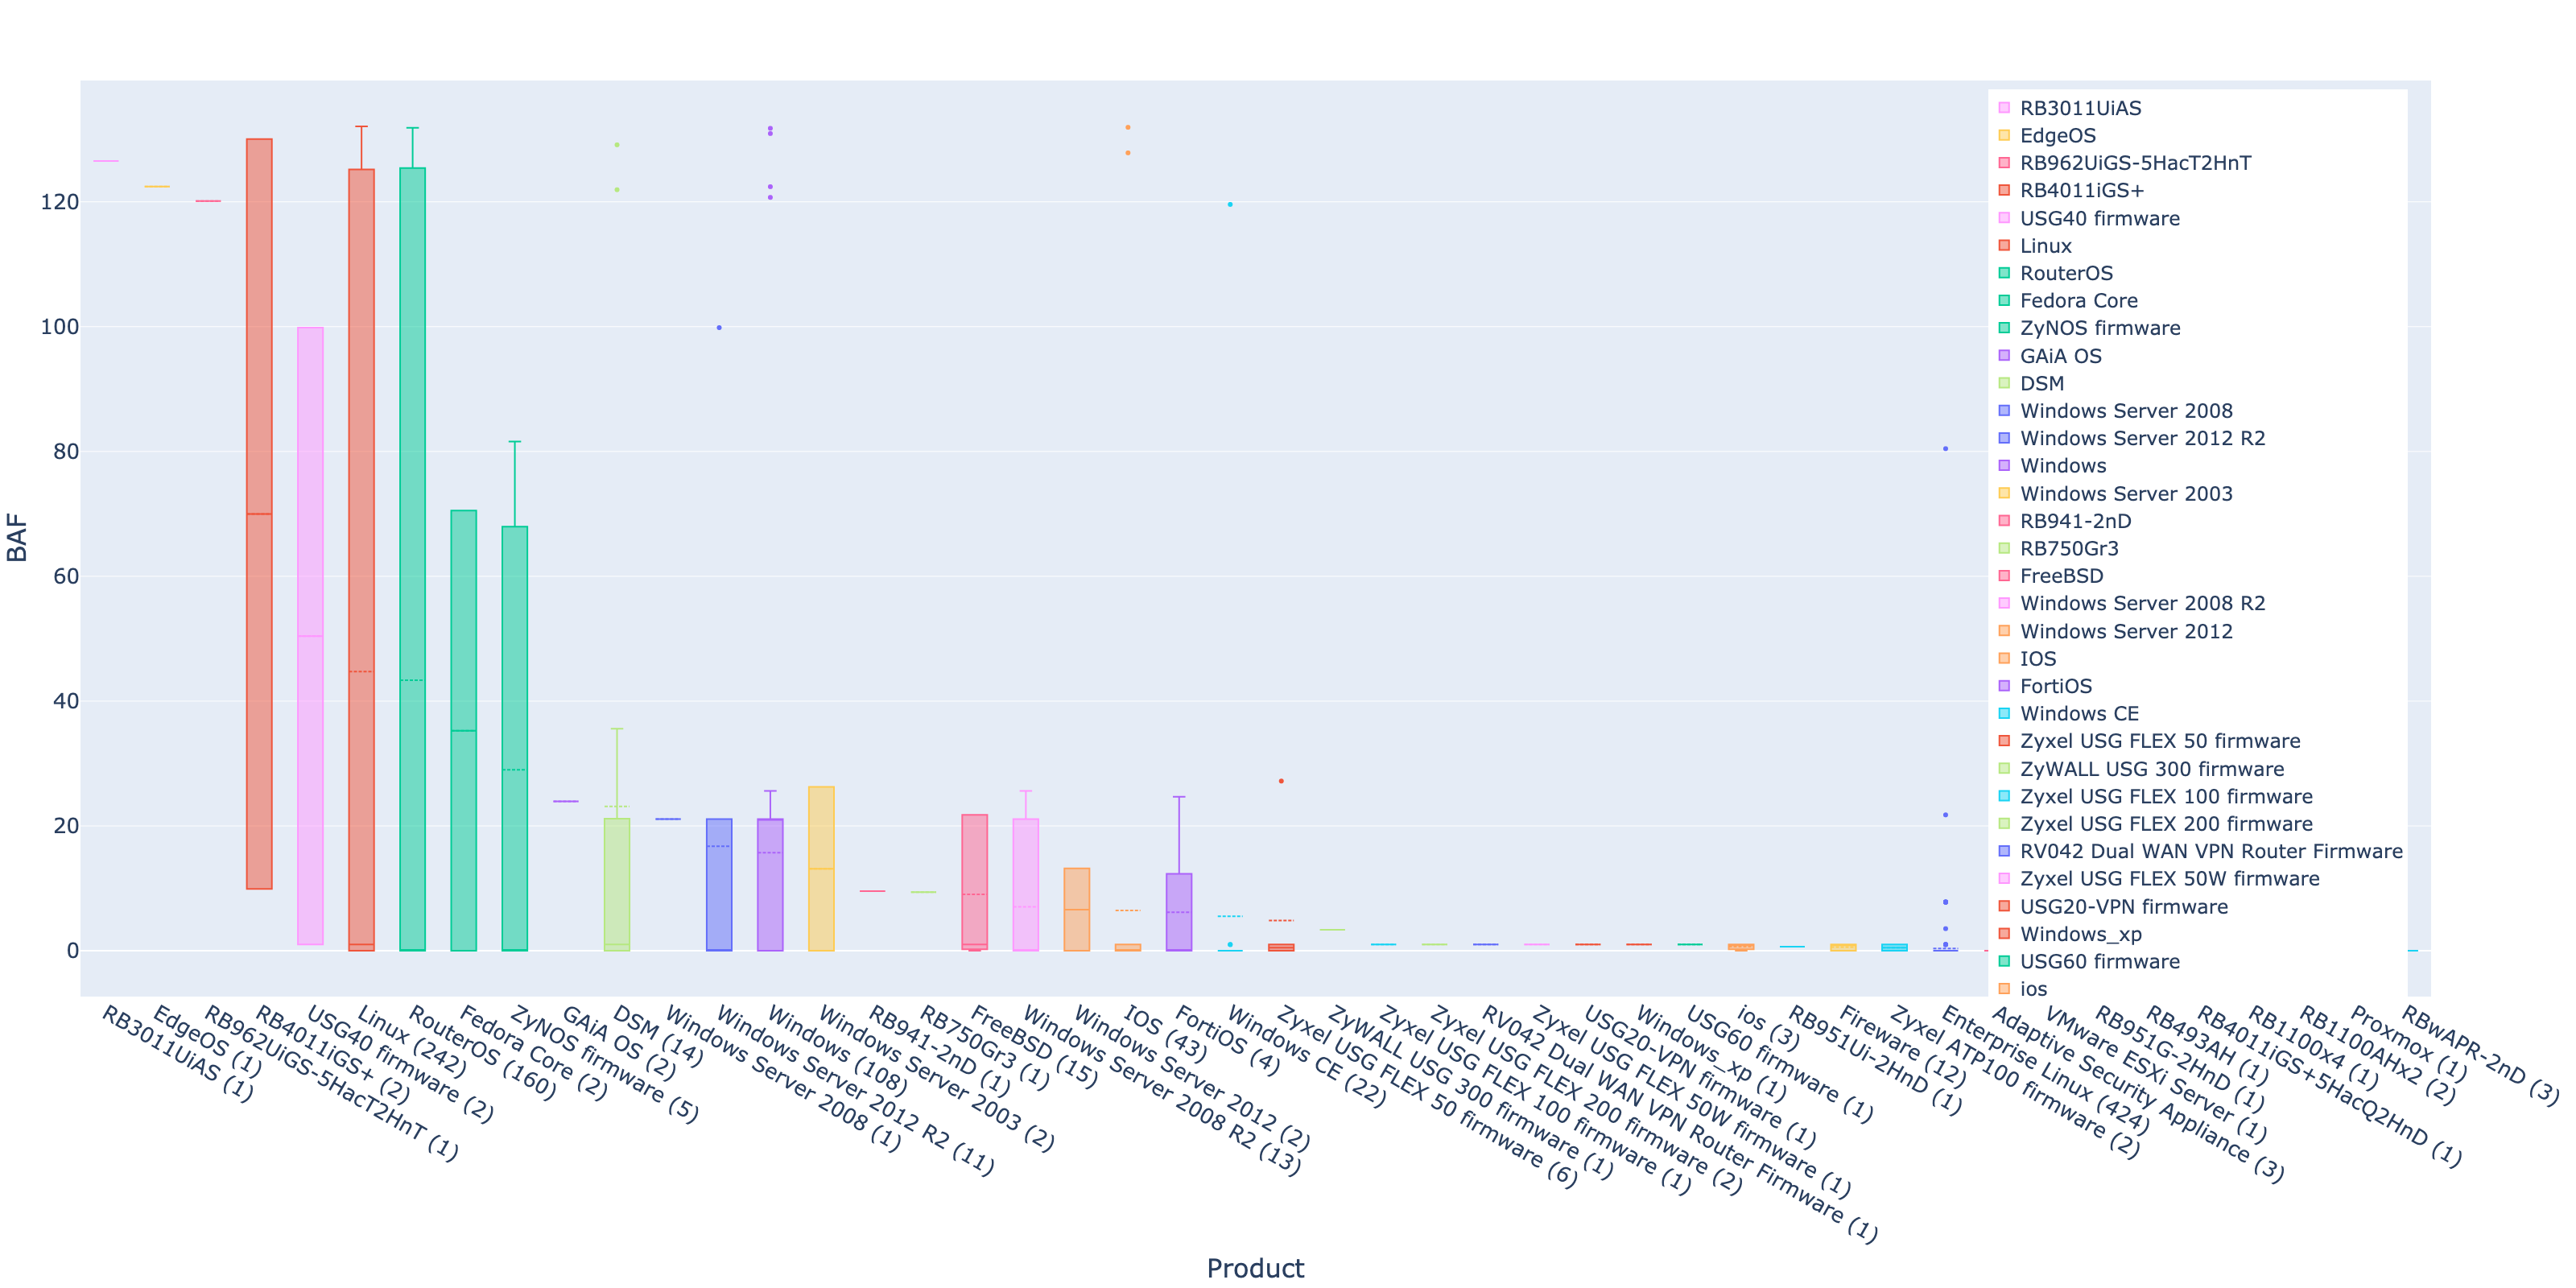 BAF
120
100
80
60
40
20
0
RB3011UiAS
EdgeOS
RB962UiGS-5HacT2HnT
RB4011iGS+
USG40 firmware
Linux
RouterOS
Fedora Core
ZyNOS firmware
GAiA OS
DSM
Windows Server 2008
Windows Server 2012 R2
Windows
Windows Server 2003
RB941-2nD
RB750Gr3
FreeBSD
Windows Server 2008 R2
Windows Server 2012
IOS
FortiOS
Windows CE
Zyxel USG FLEX 50 firmware
ZyWALL USG 300 firmware
Zyxel USG FLEX 100 firmware
Zyxel USG FLEX 200 firmware
RV042 Dual WAN VPN Router Firmware
Zyxel USG FLEX 50W firmware
USG20-VPN firmware
Windows_xp
USG60 firmware
ios
RB3011UiAS (1)
EdgeOS (1)
RB962UiGS-5HacT2HnT (1)
RB4011iGS+ (2)
USG40 firmware (2)
Linux (242)
RouterOS (160)
Fedora Core (2)
ZyNOS firmware (5)
GAiA OS (2)
DSM (14)
Windows Server 2008 (1)
Windows Server 2012 R2 (11)
Windows (108)
Windows Server 2003 (2)
RB941-2nD (1)
RB750Gr3 (1)
FreeBSD (15)
Windows Server 2008 R2 (13)
Windows Server 2012 (2)
IOS (43)
FortiOS (4)
Windows CE (22)
Zyxel USG FLEX 50 firmware (6)
ZyWALL USG 300 firmware (1)
Zyxel USG FLEX 100 firmware (1)
Zyxel USG FLEX 200 firmware (2)
RV042 Dual WAN VPN Router Firmware (1)
Zyxel USG FLEX 50W firmware (1)
USG20-VPN firmware (1)
Windows_xp (1)
USG60 firmware (1)
ios (3)
RB951Ui-2HnD (1)
Fireware (12)
Zyxel ATP100 firmware (2)
Enterprise Linux (424)
Adaptive Security Appliance (3)
VMware ESXi Server (1)
RB951G-2HnD (1)
RB493AH (1)
RB4011iGS+5HacQ2HnD (1)
RB1100x4 (1)
RB1100AHx2 (2)
Proxmox (1)
RBwAPR-2nD (3)
Product